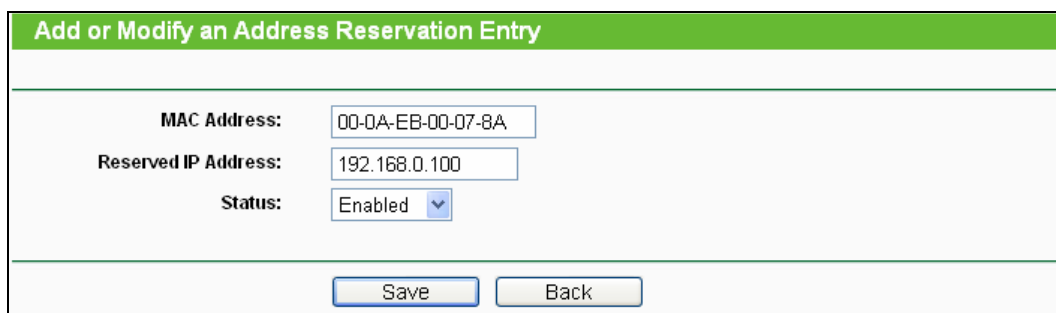 Add or Modify an Address Reservation Entry
MAC Address: 00-0A-EB-00-07-8A
Reserved IP Address: 192.168.0.100
Status: Enabled
Save Back